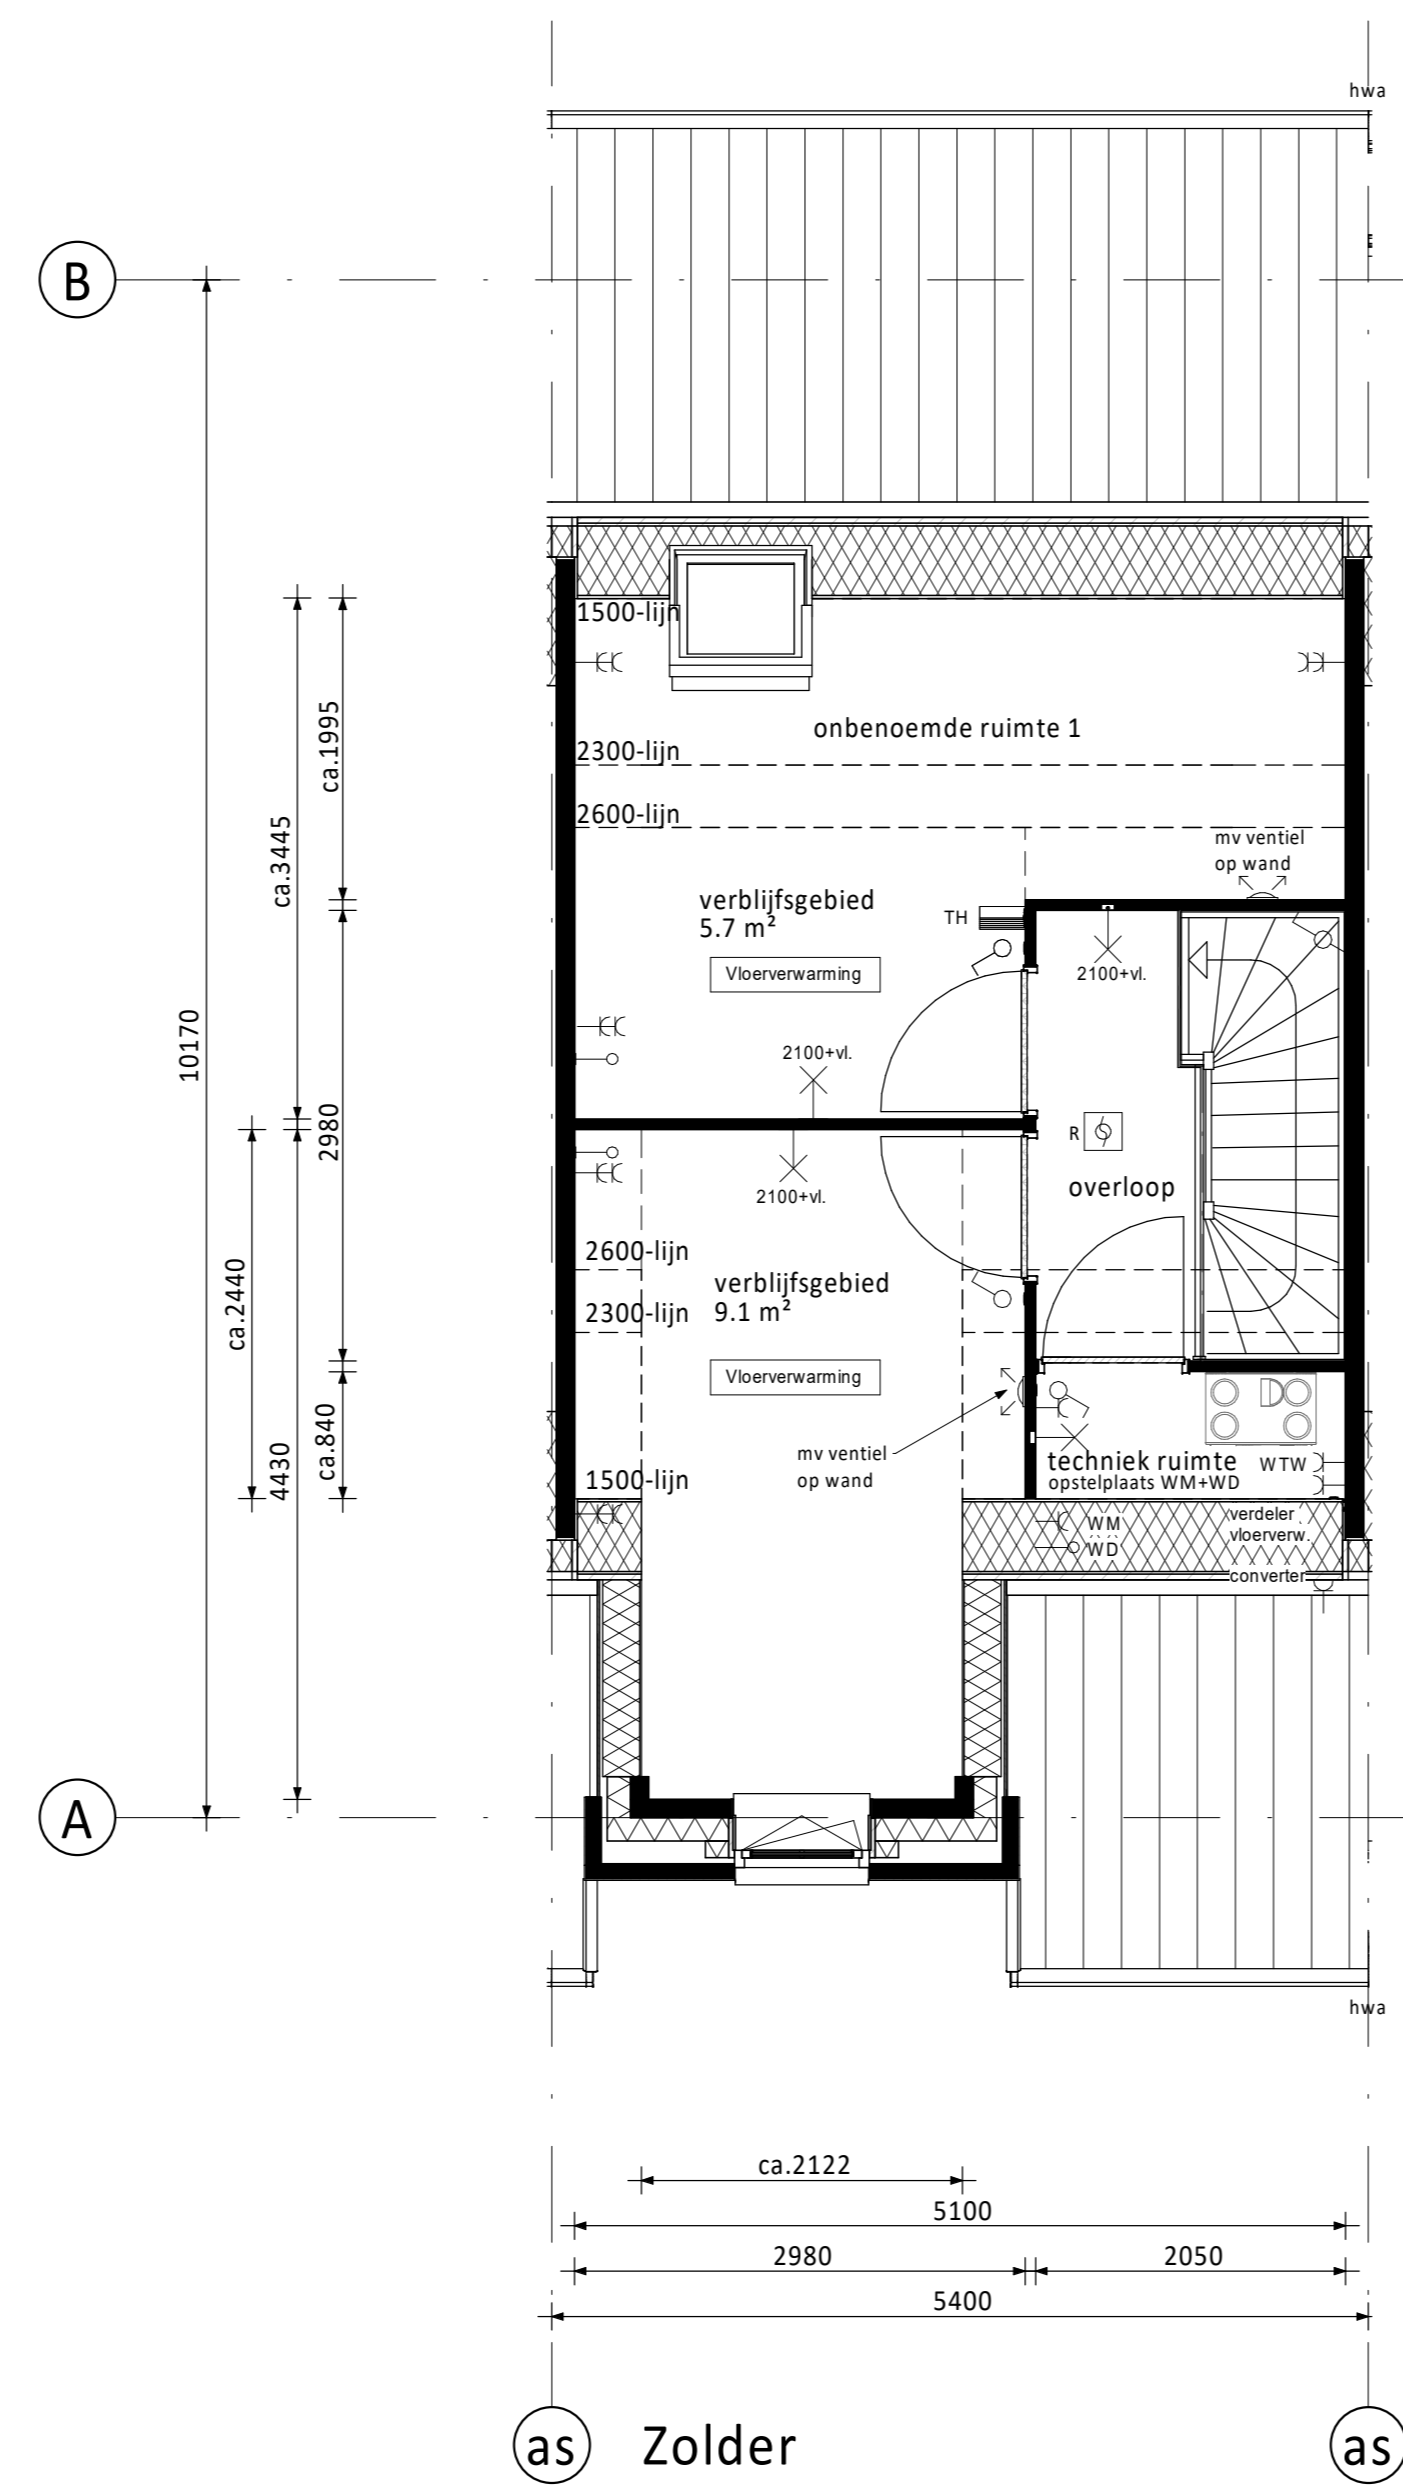 hwa
B
1500-lijn
ca.1995
onbenoemde ruimte 1
2300-lijn
2600-lijn
ca.3445
mv ventiel
op wand
verblijfsgebied
5.7 m²
TH
Vloerverwarming
2100+vl.
10170
2100+vl.
2980
R
overloop
2100+vl.
2600-lijn
verblijfsgebied
9.1 m²
2300-lijn
ca.2440
Vloerverwarming
ca.840
4430
mv ventiel
op wand
techniek ruimte
WTW
opstelplaats WM+WD
1500-lijn
WM
WD
verdeler
vloerverw.
converter
A
hwa
ca.2122
5100
2980
2050
5400
as
Zolder
as